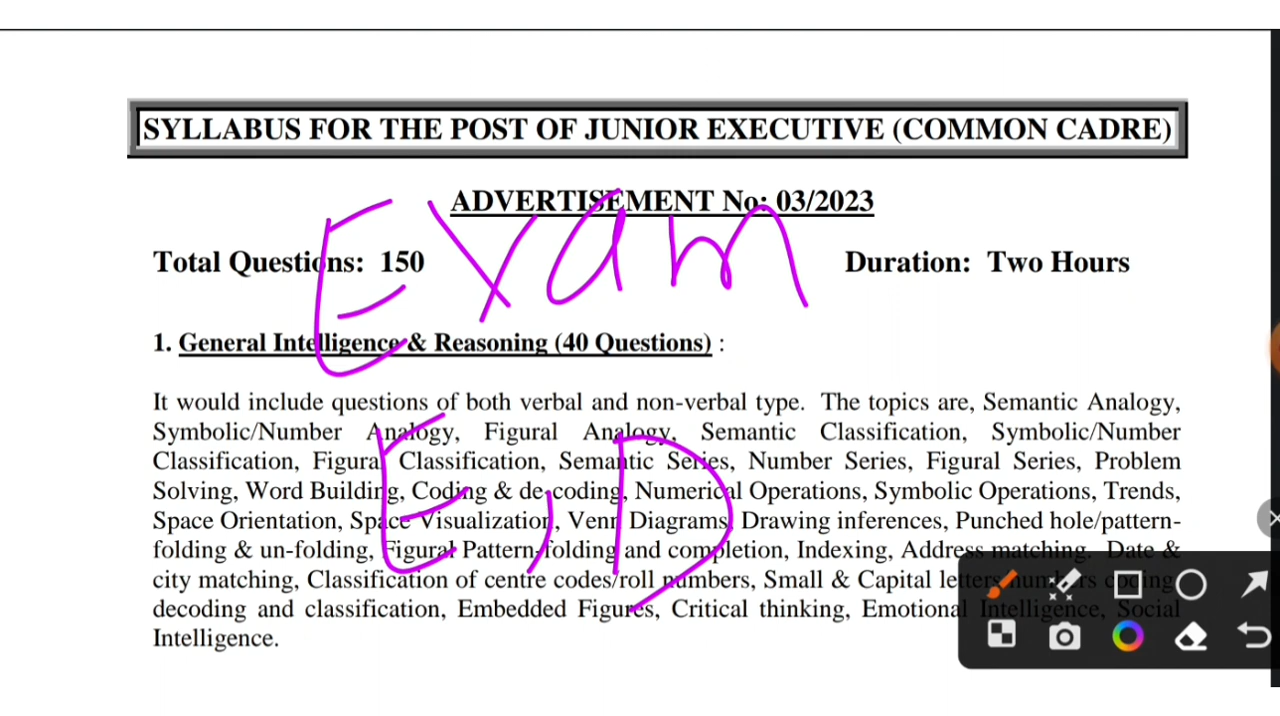 SYLLABUS FOR THE POST OF JUNIOR EXECUTIVE (COMMON CADRE)
ADVERTISEMENT No: 03/2023
Total Questions: 150 Duration: Two Hours
Exam
1. General Intelligence & Reasoning (40 Questions) :
It would include questions of both verbal and non-verbal type. The topics are, Semantic Analogy,
Symbolic/Number Analogy, Figural Analogy, Semantic Classification, Symbolic/Number
Classification, Figural Classification, Semantic Series, Number Series, Figural Series, Problem
Solving, Word Building, Coding & de-coding, Numerical Operations, Symbolic Operations, Trends,
E, D
Space Orientation, Space Visualization, Venn Diagrams, Drawing inferences, Punched hole/pattern-
folding & un-folding, Figural Pattern-folding and completion, Indexing, Address matching. Date &
city matching, Classification of centre codes/roll numbers, Small & Capital letters/numbers coding,
decoding and classification, Embedded Figures, Critical thinking, Emotional Intelligence, Social
Intelligence.